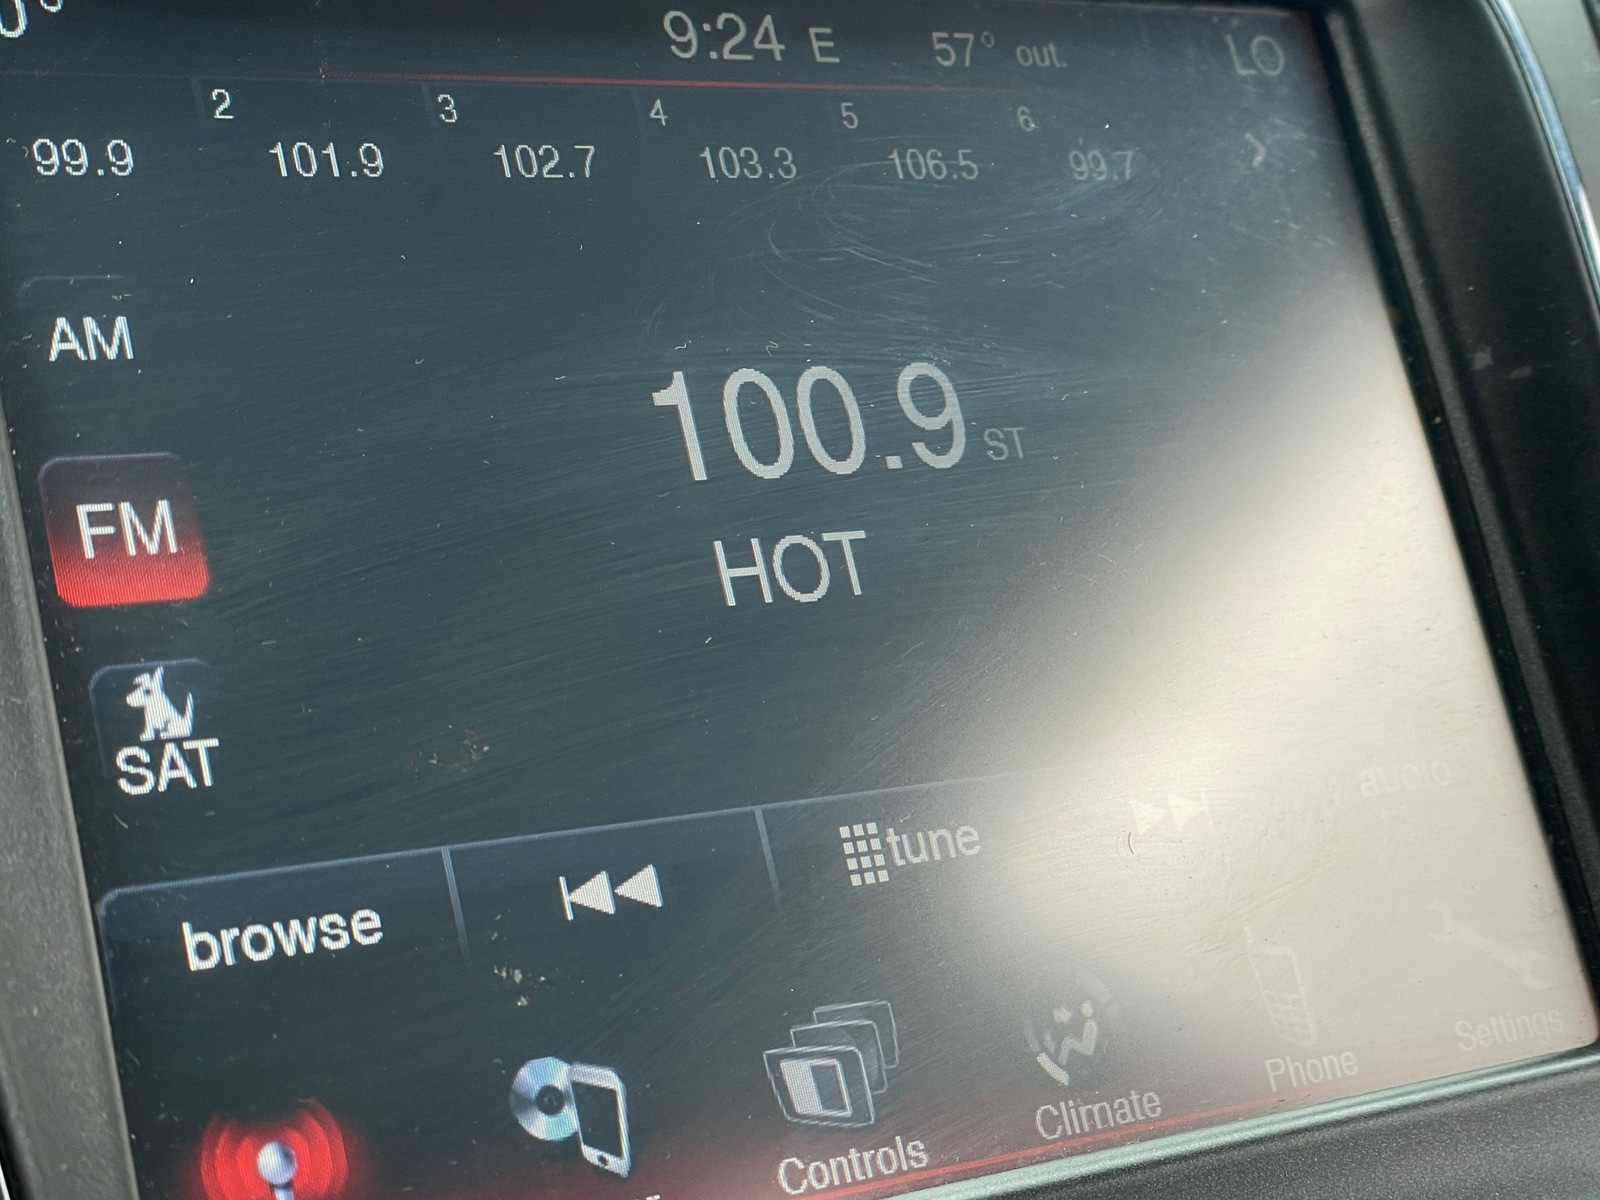 9:24 E 57° out. LO
2 3 4 5 6
99.9 101.9 102.7 103.3 106.5 99.7
AM
100.9 ST
FM
HOT
SAT
browse tune audio
Controls Climate Phone Settings